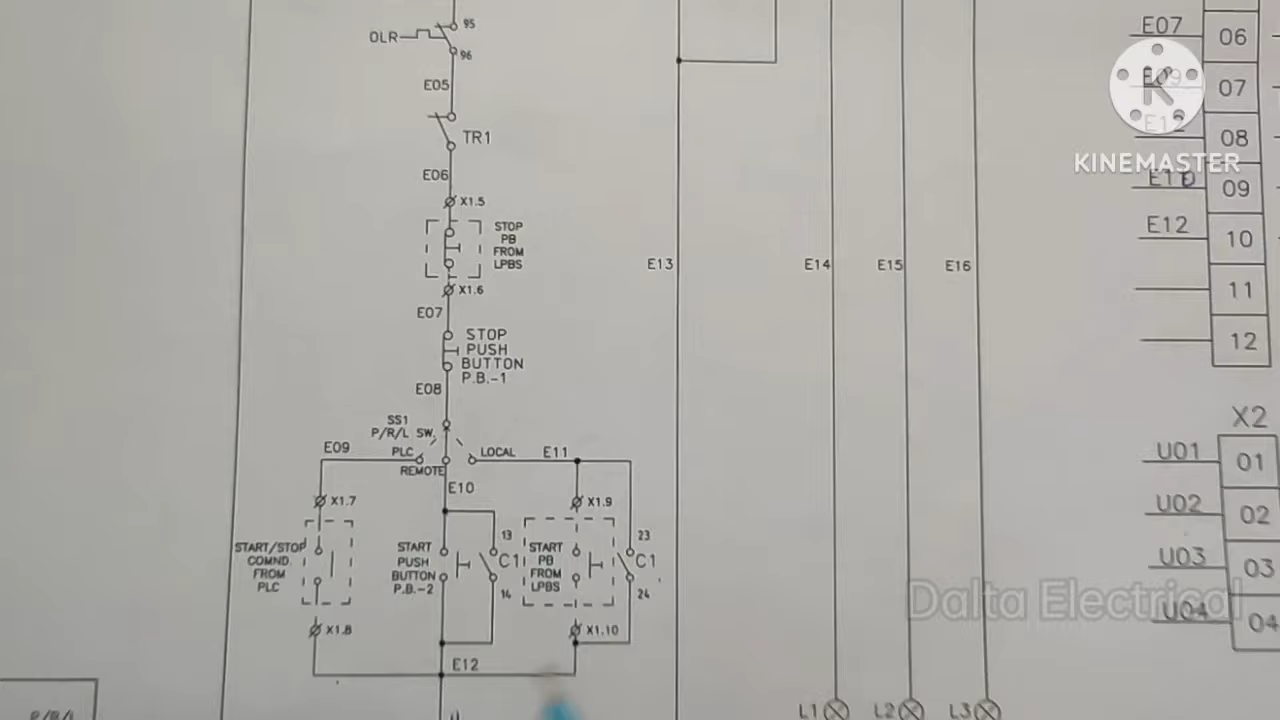 OLR
95
96
E05
TR1
E06
X1.5
STOP
PB
FROM
LPBS
X1.6
E07
STOP
PUSH
BUTTON
P.B.-1
E08
SS1
P/R/L SW.
E09
PLC
REMOTE
LOCAL
E11
E10
X1.7
START/STOP
COMND.
FROM
PLC
X1.8
START
PUSH
BUTTON
P.B.-2
13
C1
14
X1.9
START
PB
FROM
LPBS
X1.10
23
C1
24
E12
E13
E14
E15
E16
L1
L2
L3
E07
06
E09
07
E12
08
09
E12
10
11
12
X2
U01
01
U02
02
U03
03
U04
04
P/R/L
KINEMASTER
Dalta Electrical